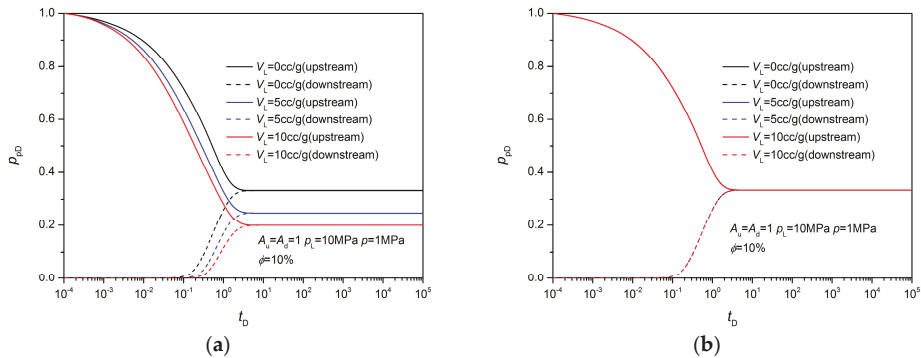 1.0
0.8
0.6
0.4
0.2
0.0
p_pD
V_L=0cc/g(upstream)
V_L=0cc/g(downstream)
V_L=5cc/g(upstream)
V_L=5cc/g(downstream)
V_L=10cc/g(upstream)
V_L=10cc/g(downstream)
A_u=A_d=1 p_L=10MPa p=1MPa
ϕ=10%
10^-4 10^-3 10^-2 10^-1 10^0 10^1 10^2 10^3 10^4 10^5
t_D
(a)
1.0
0.8
0.6
0.4
0.2
0.0
p_pD
V_L=0cc/g(upstream)
V_L=0cc/g(downstream)
V_L=5cc/g(upstream)
V_L=5cc/g(downstream)
V_L=10cc/g(upstream)
V_L=10cc/g(downstream)
A_u=A_d=1 p_L=10MPa p=1MPa
ϕ=10%
10^-4 10^-3 10^-2 10^-1 10^0 10^1 10^2 10^3 10^4 10^5
t_D
(b)